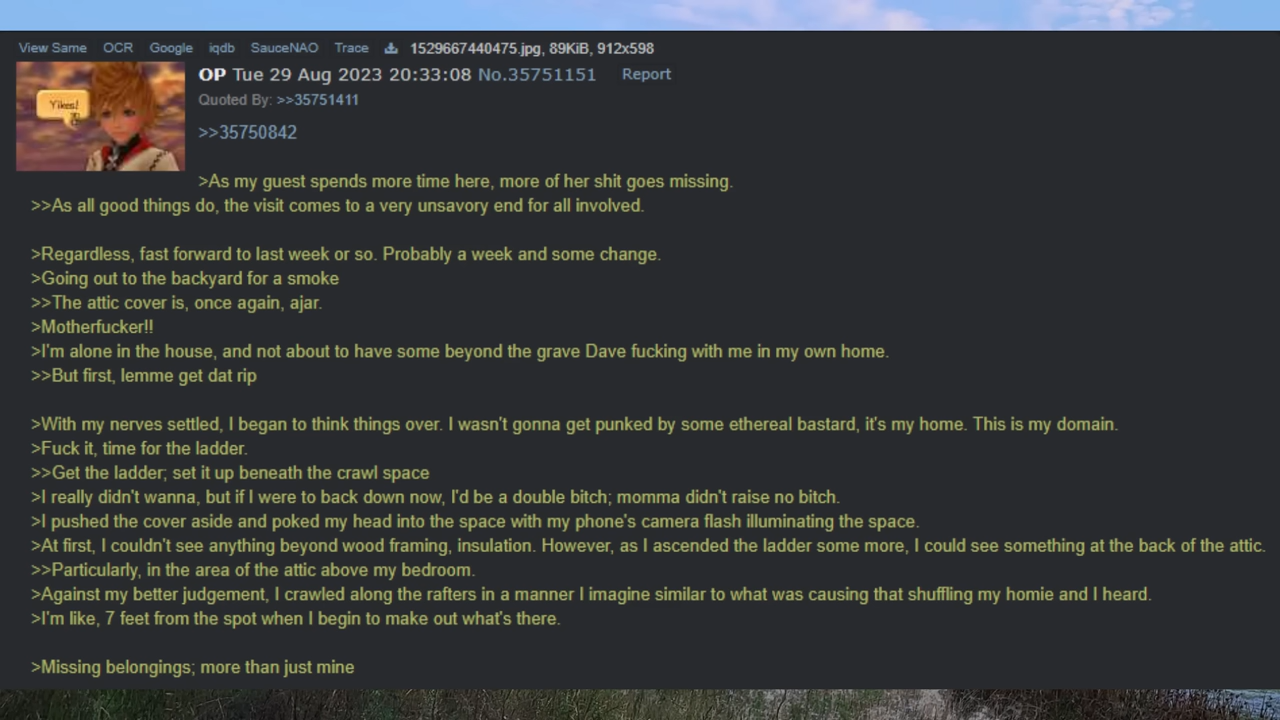 View Same OCR Google iqdb SauceNAO Trace 1529667440475.jpg, 89KiB, 912x598
OP Tue 29 Aug 2023 20:33:08 No.35751151 Report
Quoted By: >>35751411
Yikes!
>>35750842
>As my guest spends more time here, more of her shit goes missing.
>>As all good things do, the visit comes to a very unsavory end for all involved.
>Regardless, fast forward to last week or so. Probably a week and some change.
>Going out to the backyard for a smoke
>>The attic cover is, once again, ajar.
>Motherfucker!!
>I'm alone in the house, and not about to have some beyond the grave Dave fucking with me in my own home.
>>But first, lemme get dat rip
>With my nerves settled, I began to think things over. I wasn't gonna get punked by some ethereal bastard, it's my home. This is my domain.
>Fuck it, time for the ladder.
>>Get the ladder; set it up beneath the crawl space
>I really didn't wanna, but if I were to back down now, I'd be a double bitch; momma didn't raise no bitch.
>I pushed the cover aside and poked my head into the space with my phone's camera flash illuminating the space.
>At first, I couldn't see anything beyond wood framing, insulation. However, as I ascended the ladder some more, I could see something at the back of the attic.
>>Particularly, in the area of the attic above my bedroom.
>Against my better judgement, I crawled along the rafters in a manner I imagine similar to what was causing that shuffling my homie and I heard.
>I'm like, 7 feet from the spot when I begin to make out what's there.
>Missing belongings; more than just mine